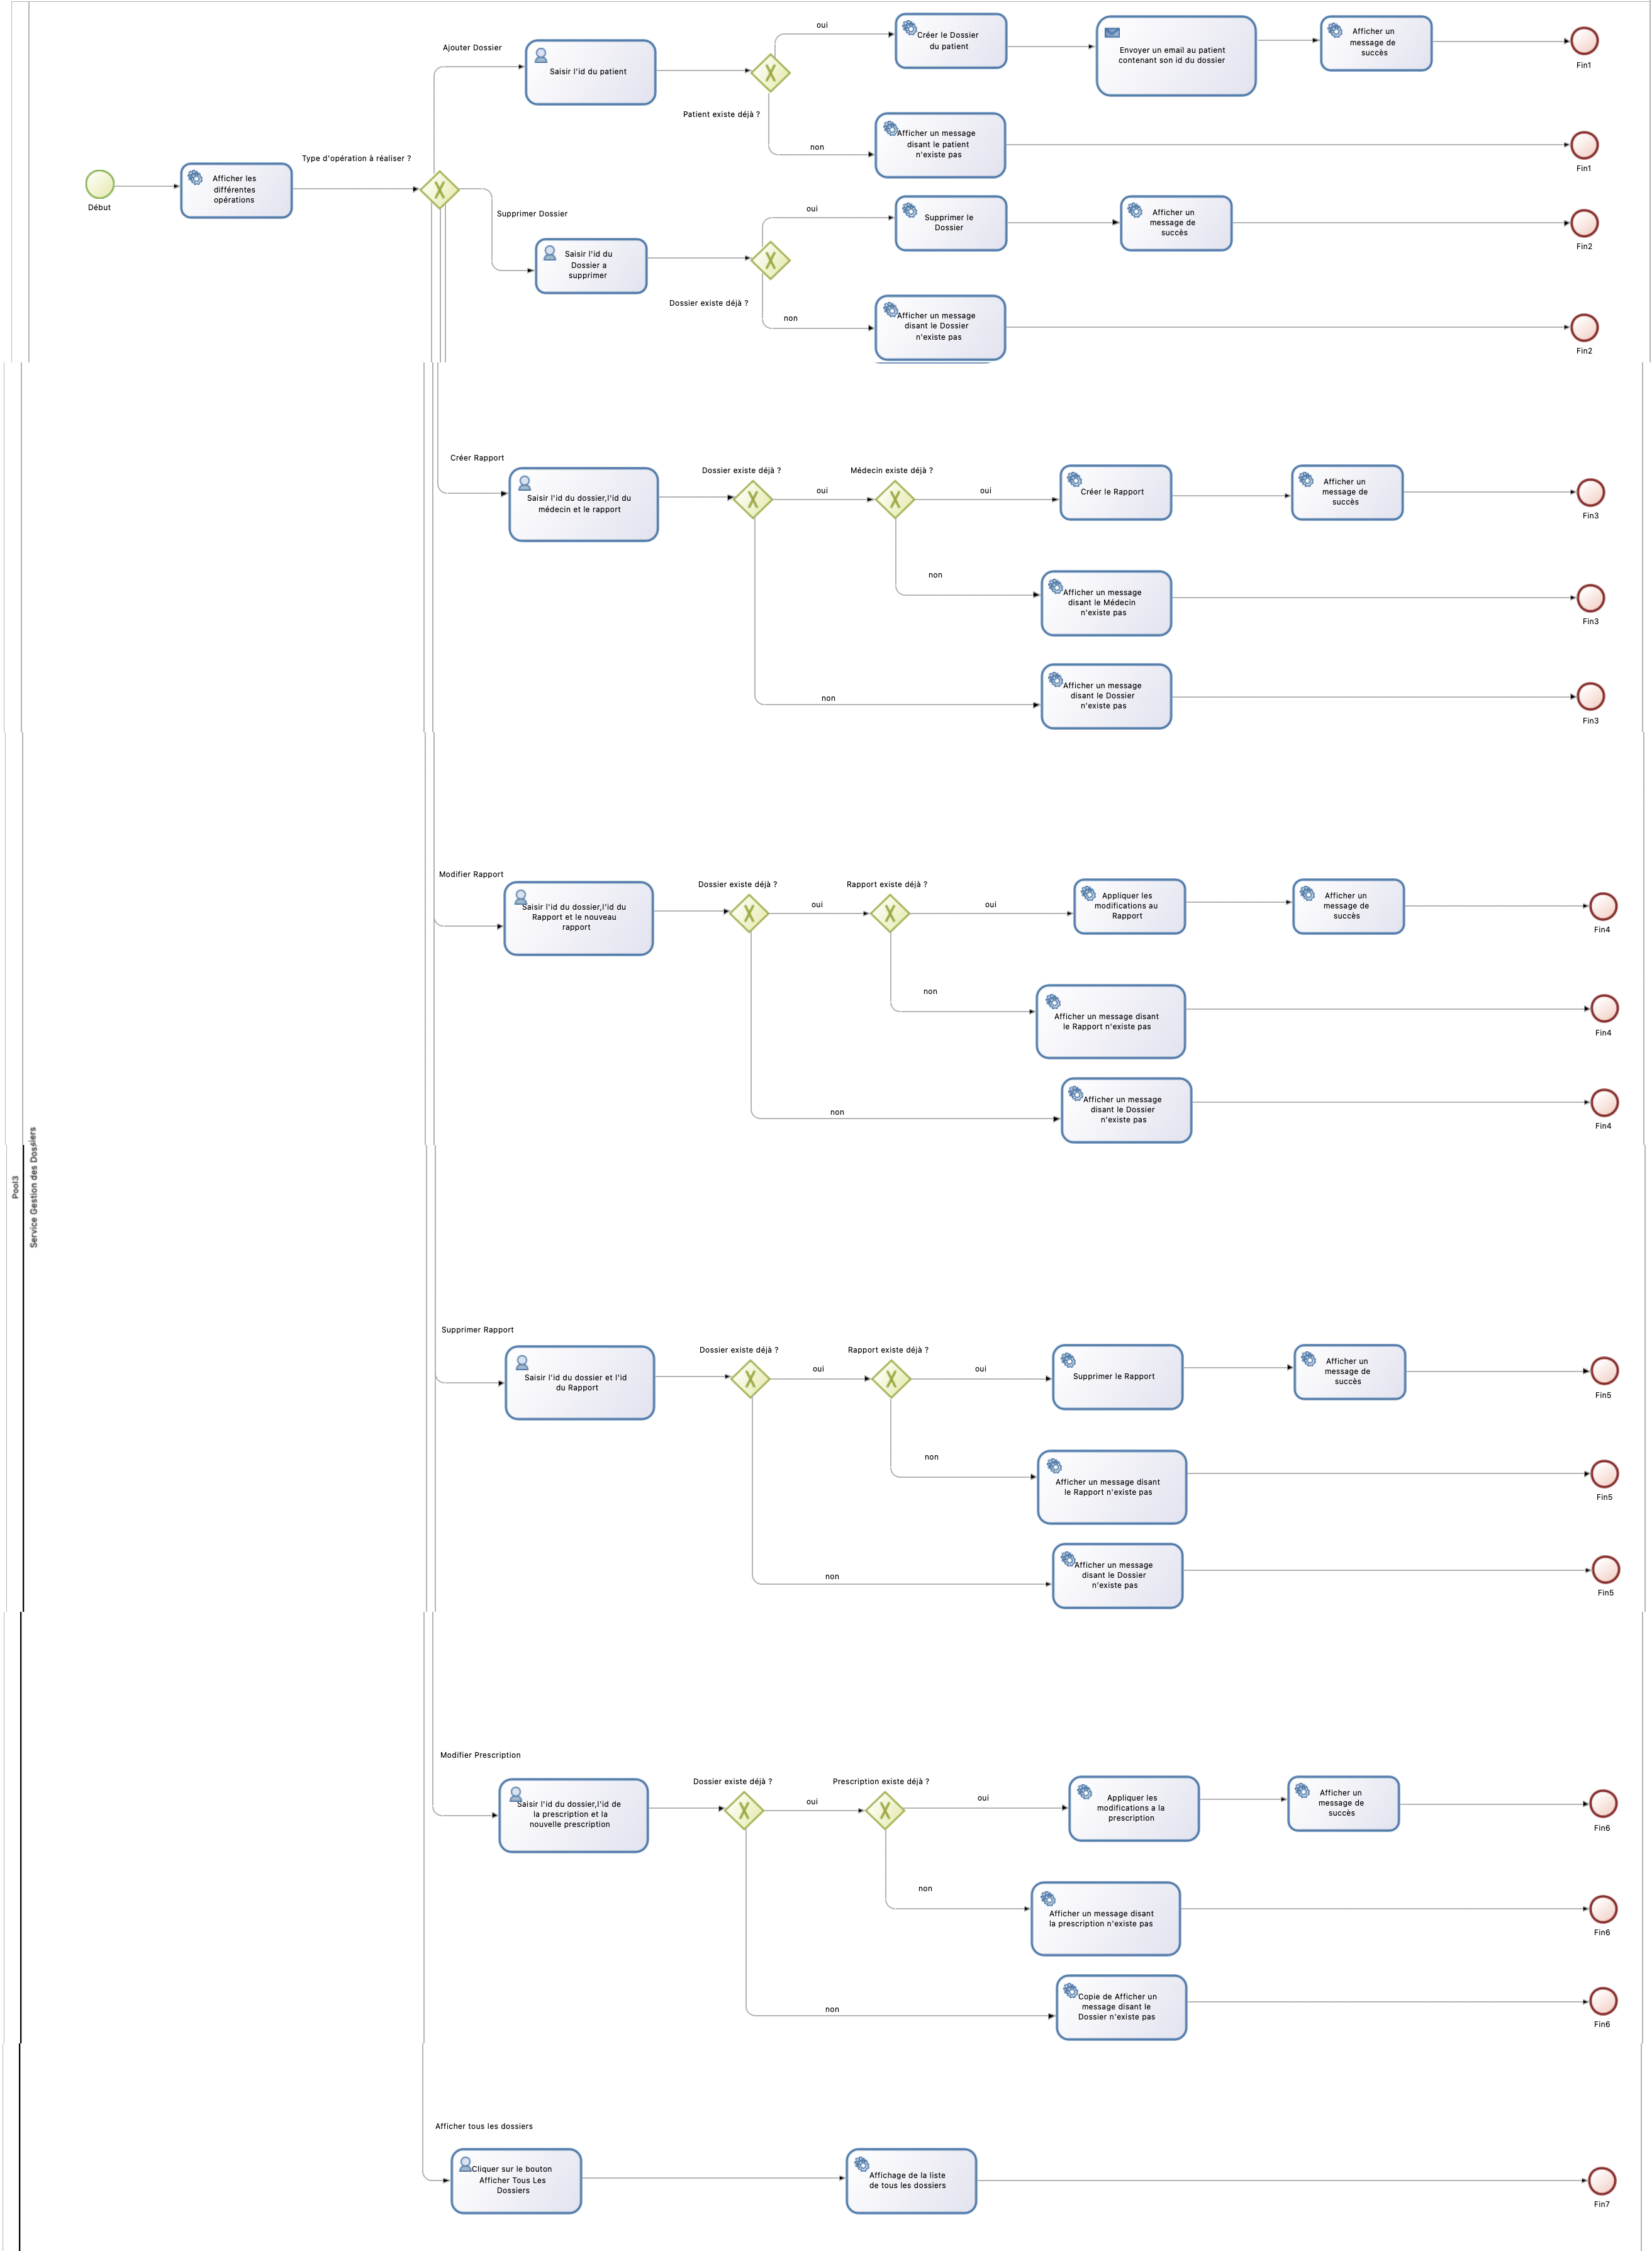 Ajouter Dossier
Saisir l'id du patient
oui
Créer le Dossier
du patient
Envoyer un email au patient
contenant son id du dossier
Afficher un
message de
succès
Fin1
Patient existe déjà ?
non
Afficher un message
disant le patient
n'existe pas
Fin1
Début
Afficher les
différentes
opérations
Type d'opération à réaliser ?
Supprimer Dossier
Saisir l'id du
Dossier a
supprimer
oui
Supprimer le
Dossier
Afficher un
message de
succès
Fin2
Dossier existe déjà ?
non
Afficher un message
disant le Dossier
n'existe pas
Fin2
Créer Rapport
Saisir l'id du dossier,l'id du
médecin et le rapport
Dossier existe déjà ?
oui
Médecin existe déjà ?
oui
Créer le Rapport
Afficher un
message de
succès
Fin3
non
Afficher un message
disant le Médecin
n'existe pas
Fin3
non
Afficher un message
disant le Dossier
n'existe pas
Fin3
Modifier Rapport
Saisir l'id du dossier,l'id du
Rapport et le nouveau
rapport
Dossier existe déjà ?
oui
Rapport existe déjà ?
oui
Appliquer les
modifications au
Rapport
Afficher un
message de
succès
Fin4
non
Afficher un message disant
le Rapport n'existe pas
Fin4
non
Afficher un message
disant le Dossier
n'existe pas
Fin4
Pool3
Service Gestion des Dossiers
Supprimer Rapport
Saisir l'id du dossier et l'id
du Rapport
Dossier existe déjà ?
oui
Rapport existe déjà ?
oui
Supprimer le Rapport
Afficher un
message de
succès
Fin5
non
Afficher un message disant
le Rapport n'existe pas
Fin5
non
Afficher un message
disant le Dossier
n'existe pas
Fin5
Modifier Prescription
Saisir l'id du dossier,l'id de
la prescription et la
nouvelle prescription
Dossier existe déjà ?
oui
Prescription existe déjà ?
oui
Appliquer les
modifications a la
prescription
Afficher un
message de
succès
Fin6
non
Afficher un message disant
la prescription n'existe pas
Fin6
non
Copie de Afficher un
message disant le
Dossier n'existe pas
Fin6
Afficher tous les dossiers
Cliquer sur le bouton
Afficher Tous Les
Dossiers
Affichage de la liste
de tous les dossiers
Fin7